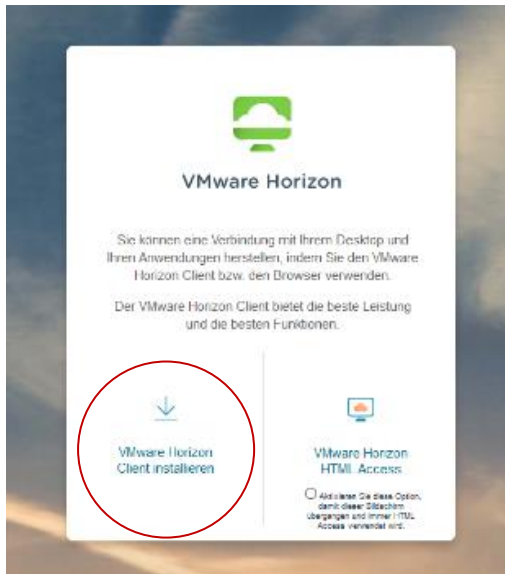 VMware Horizon
Sie können eine Verbindung mit Ihrem Desktop und
Ihren Anwendungen herstellen, indem Sie den VMware
Horizon Client bzw. den Browser verwenden.
Der VMware Horizon Client bietet die beste Leistung
und die besten Funktionen.
VMware Horizon
Client installieren
VMware Horizon
HTML Access
Aktivieren Sie diese Option,
damit dieser Bildschirm
übergangen und immer HTML
Access verwendet wird.